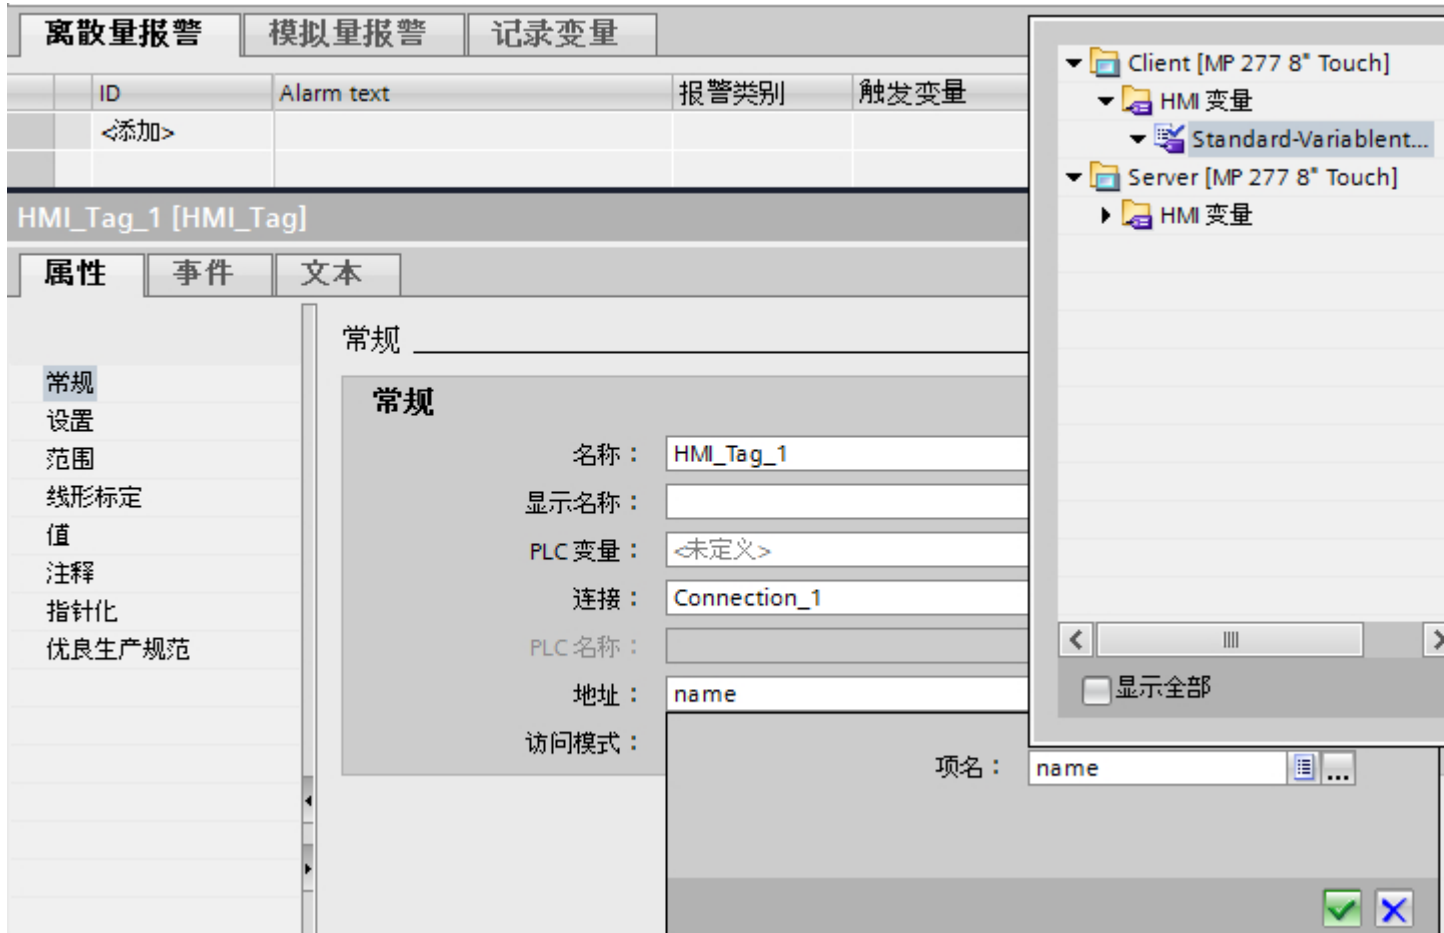 离散量报警 模拟量报警 记录变量
ID Alarm text 报警类别 触发变量
<添加>
HMI_Tag_1 [HMI_Tag]
属性 事件 文本
常规
设置
范围
线形标定
值
注释
指针化
优良生产规范
常规
常规
名称： HMI_Tag_1
显示名称：
PLC 变量： <未定义>
连接： Connection_1
PLC 名称：
地址： name
访问模式：
项名： name
...
Client [MP 277 8" Touch]
HMI 变量
Standard-Variablent...
Server [MP 277 8" Touch]
HMI 变量
显示全部